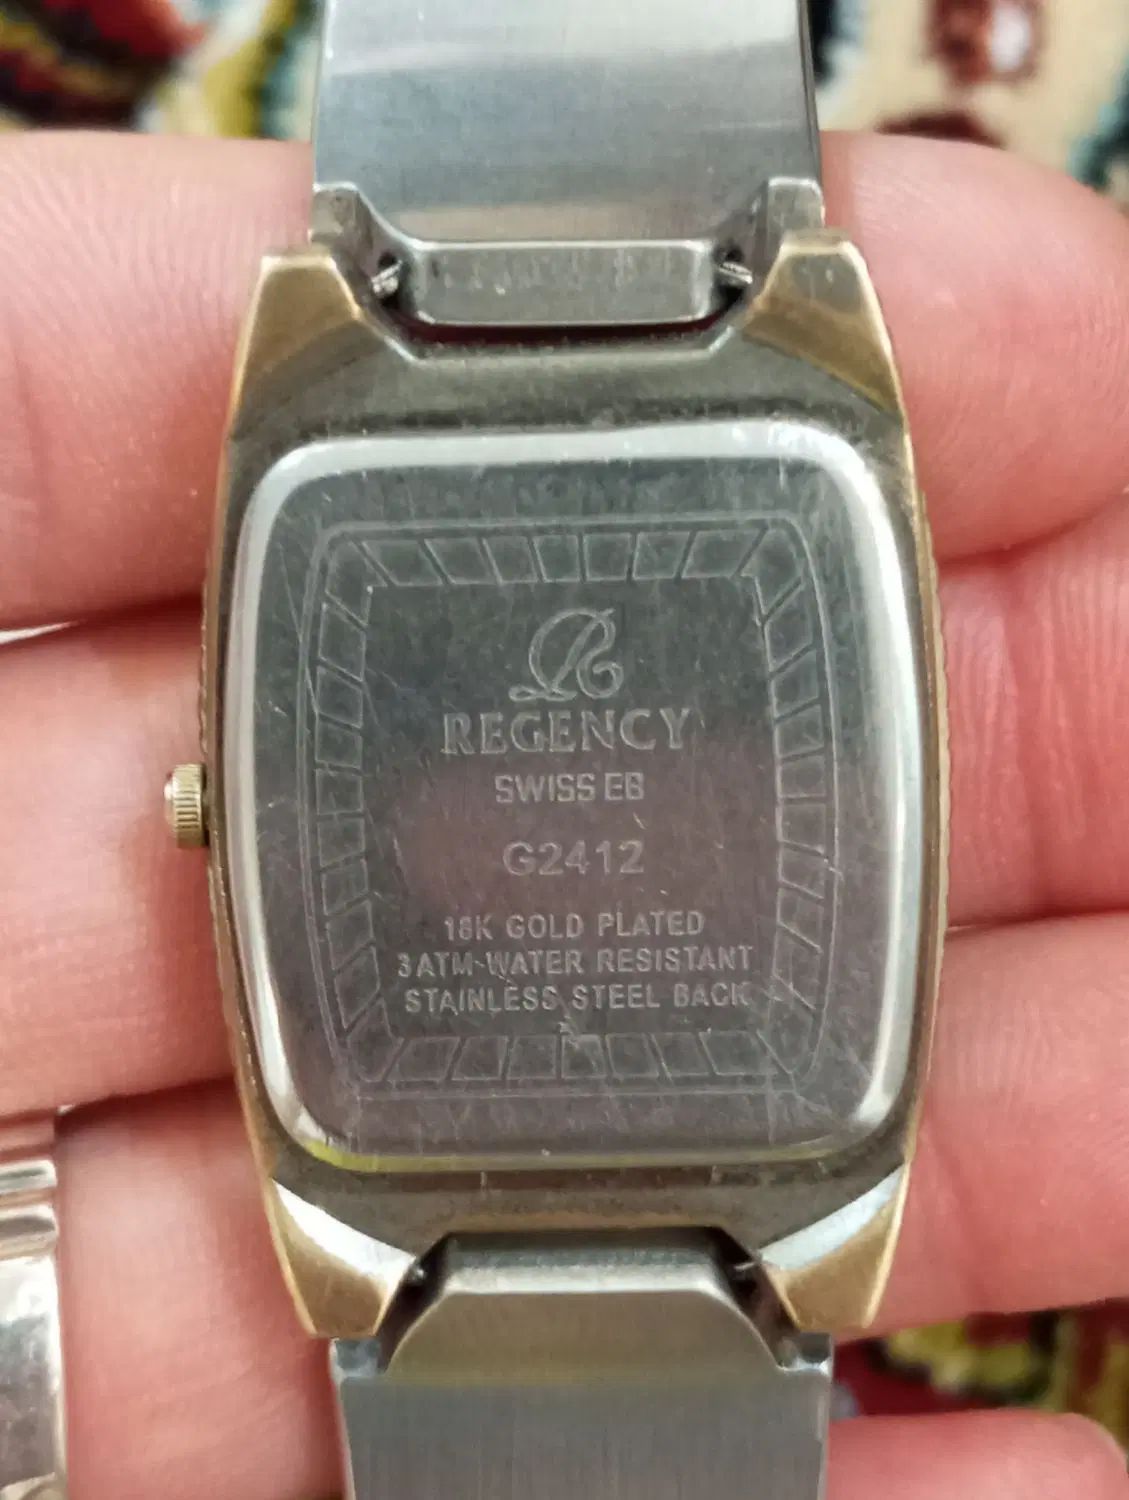 R
REGENCY
SWISS EB
G2412
18K GOLD PLATED
3ATM-WATER RESISTANT
STAINLESS STEEL BACK